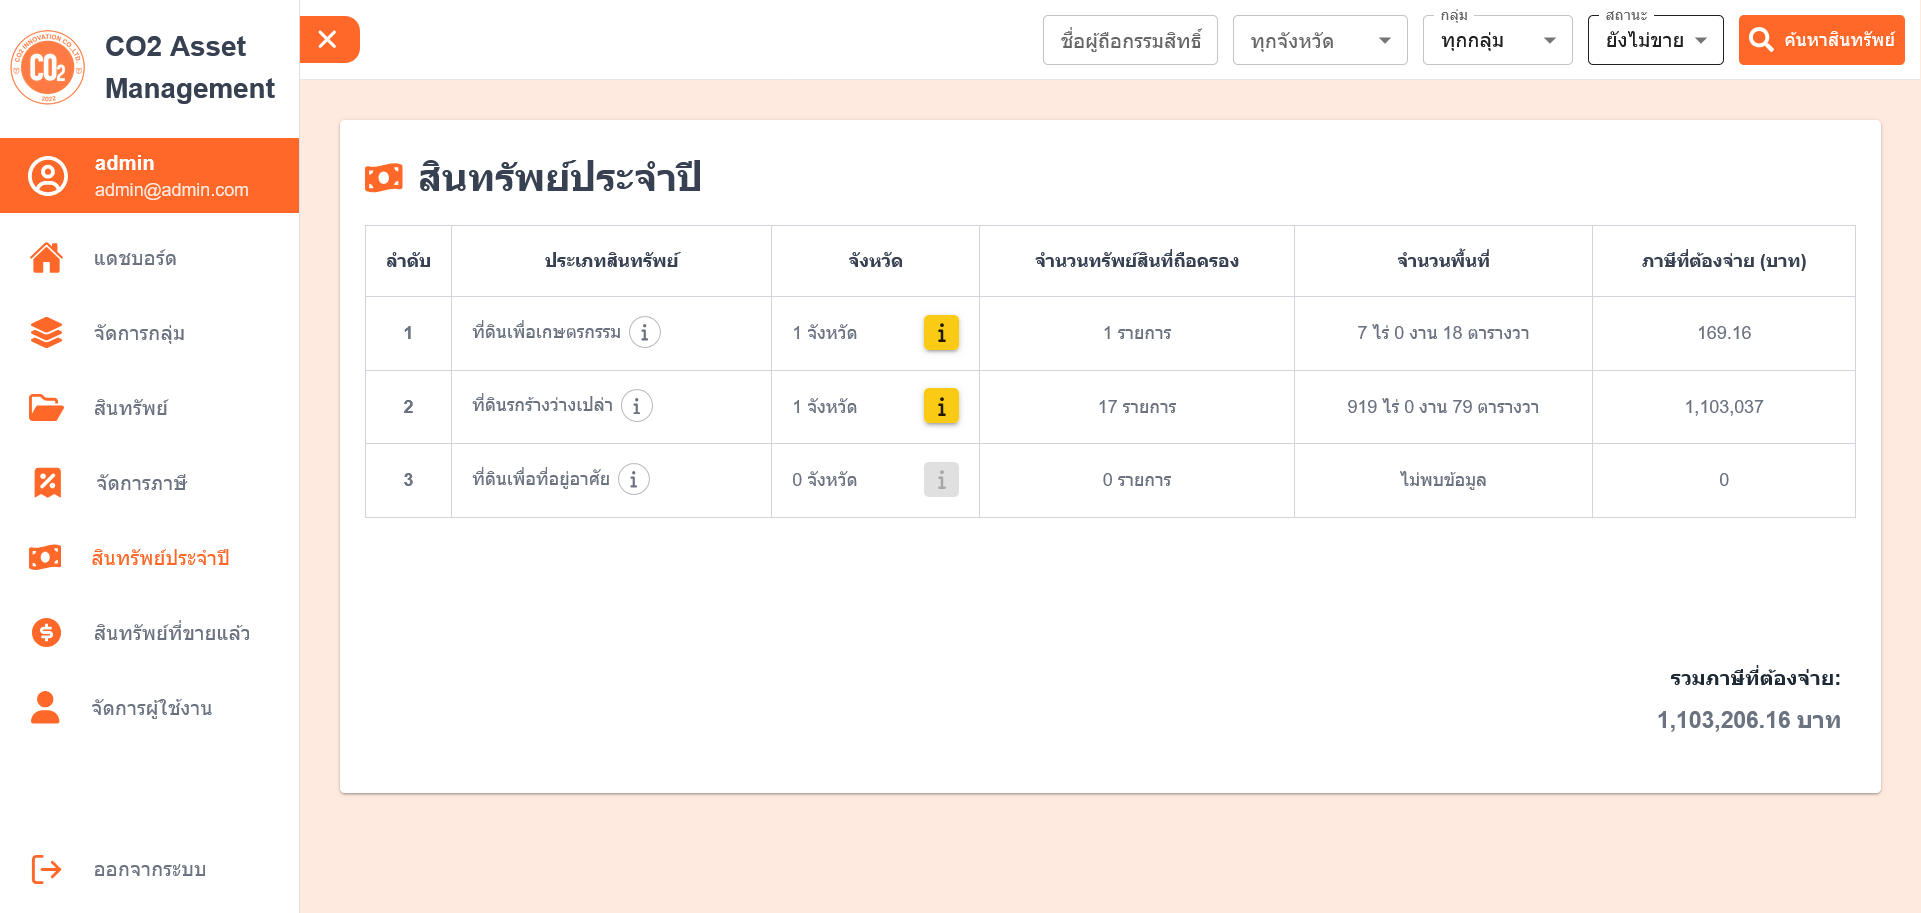 CO2 INNOVATION CO.,LTD.
CO2
2022
CO2 Asset
Management
admin
admin@admin.com
แดชบอร์ด
จัดการกลุ่ม
สินทรัพย์
จัดการภาษี
สินทรัพย์ประจำปี
สินทรัพย์ที่ขายแล้ว
จัดการผู้ใช้งาน
ออกจากระบบ
ชื่อผู้ถือกรรมสิทธิ์
ทุกจังหวัด
กลุ่ม
ทุกกลุ่ม
สถานะ
ยังไม่ขาย
ค้นหาสินทรัพย์
สินทรัพย์ประจำปี
ลำดับ ประเภทสินทรัพย์ จังหวัด จำนวนทรัพย์สินที่ถือครอง จำนวนพื้นที่ ภาษีที่ต้องจ่าย (บาท)
1 ที่ดินเพื่อเกษตรกรรม 1 จังหวัด 1 รายการ 7 ไร่ 0 งาน 18 ตารางวา 169.16
2 ที่ดินรกร้างว่างเปล่า 1 จังหวัด 17 รายการ 919 ไร่ 0 งาน 79 ตารางวา 1,103,037
3 ที่ดินเพื่อที่อยู่อาศัย 0 จังหวัด 0 รายการ ไม่พบข้อมูล 0
รวมภาษีที่ต้องจ่าย:
1,103,206.16 บาท